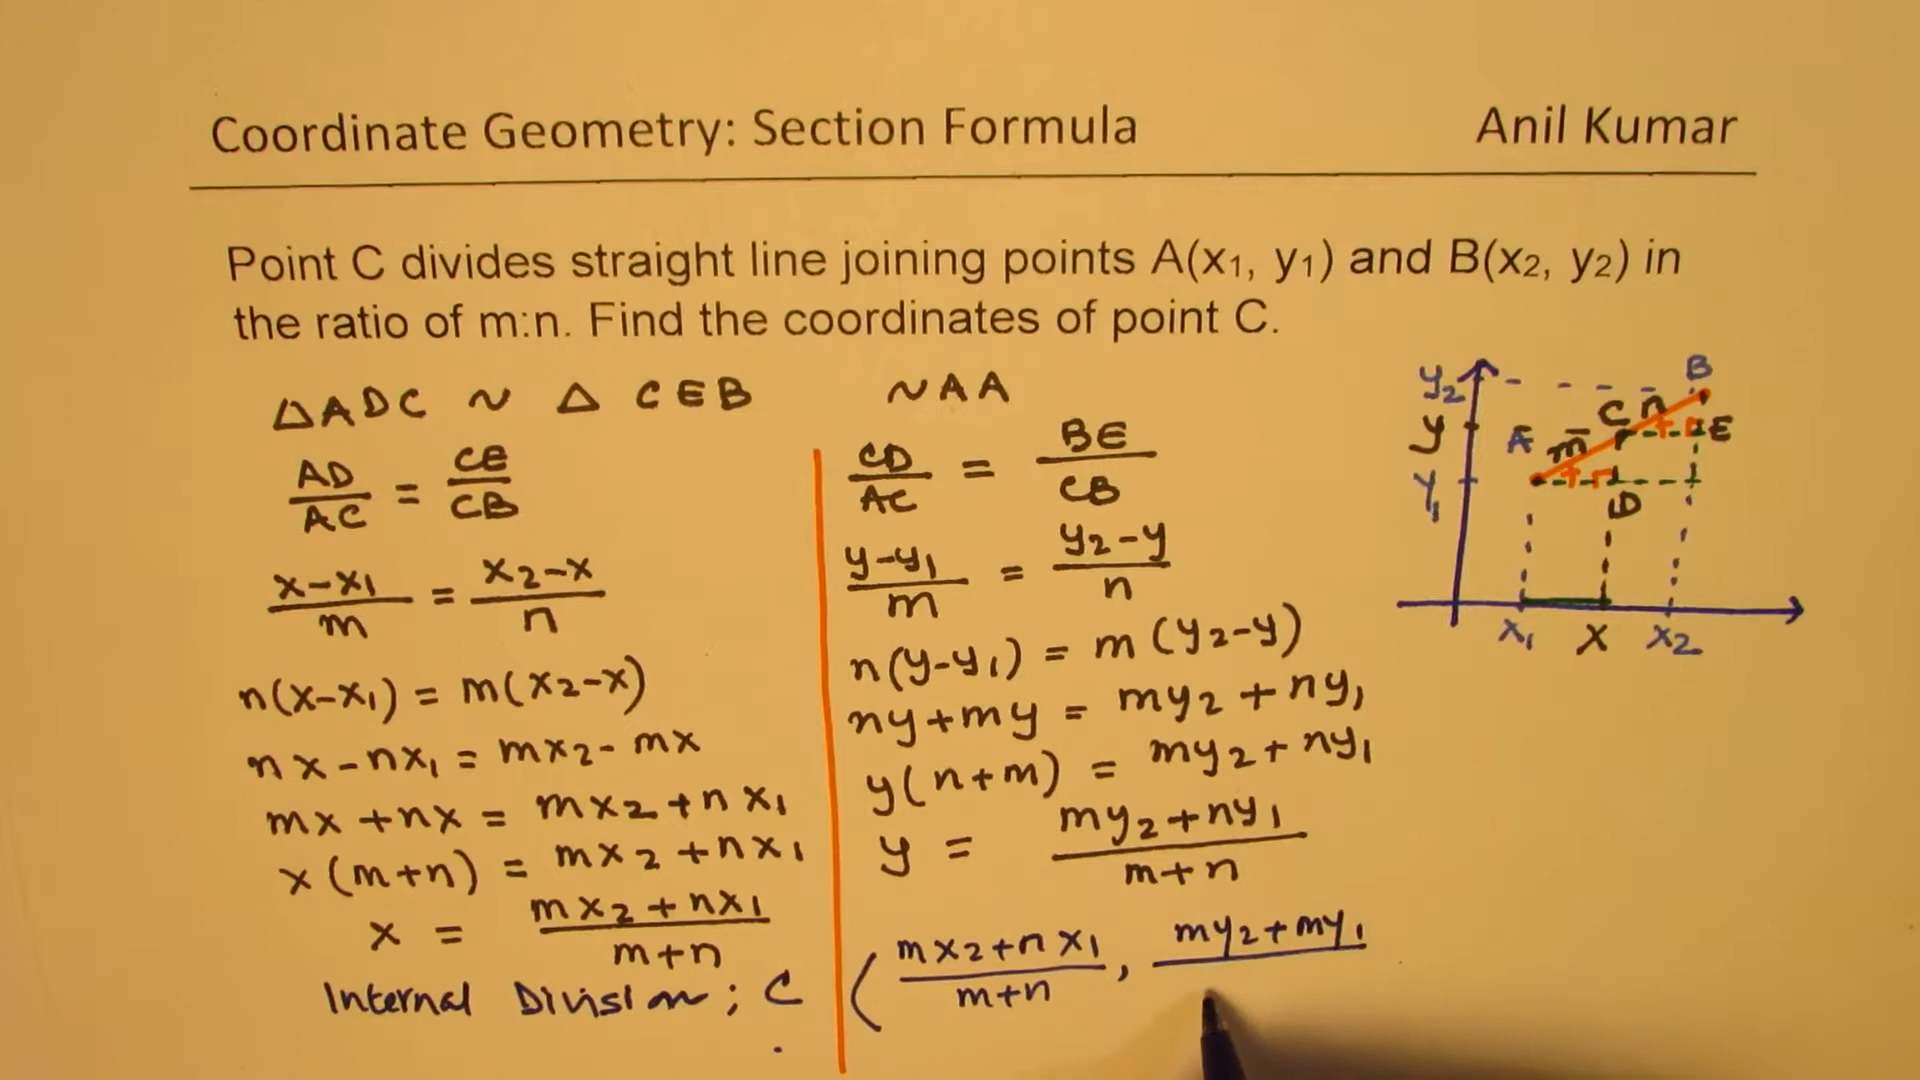 Coordinate Geometry: Section Formula
Anil Kumar
Point C divides straight line joining points A(x₁, y₁) and B(x₂, y₂) in
the ratio of m:n. Find the coordinates of point C.
△ADC ~ △CEB ~AA
AD/AC = CE/CB
(x-x₁)/m = (x₂-x)/n
n(x-x₁) = m(x₂-x)
nx-nx₁ = mx₂-mx
mx+nx = mx₂+nx₁
x(m+n) = mx₂+nx₁
x = (mx₂+nx₁)/(m+n)
Internal Division; C ( (mx₂+nx₁)/(m+n) , my₂+my₁
CD/AC = BE/CB
(y-y₁)/m = (y₂-y)/n
n(y-y₁) = m(y₂-y)
ny+my = my₂+ny₁
y(n+m) = my₂+ny₁
y = (my₂+ny₁)/(m+n)
y₂ B
y A m C n E
y₁ D
x₁ x x₂